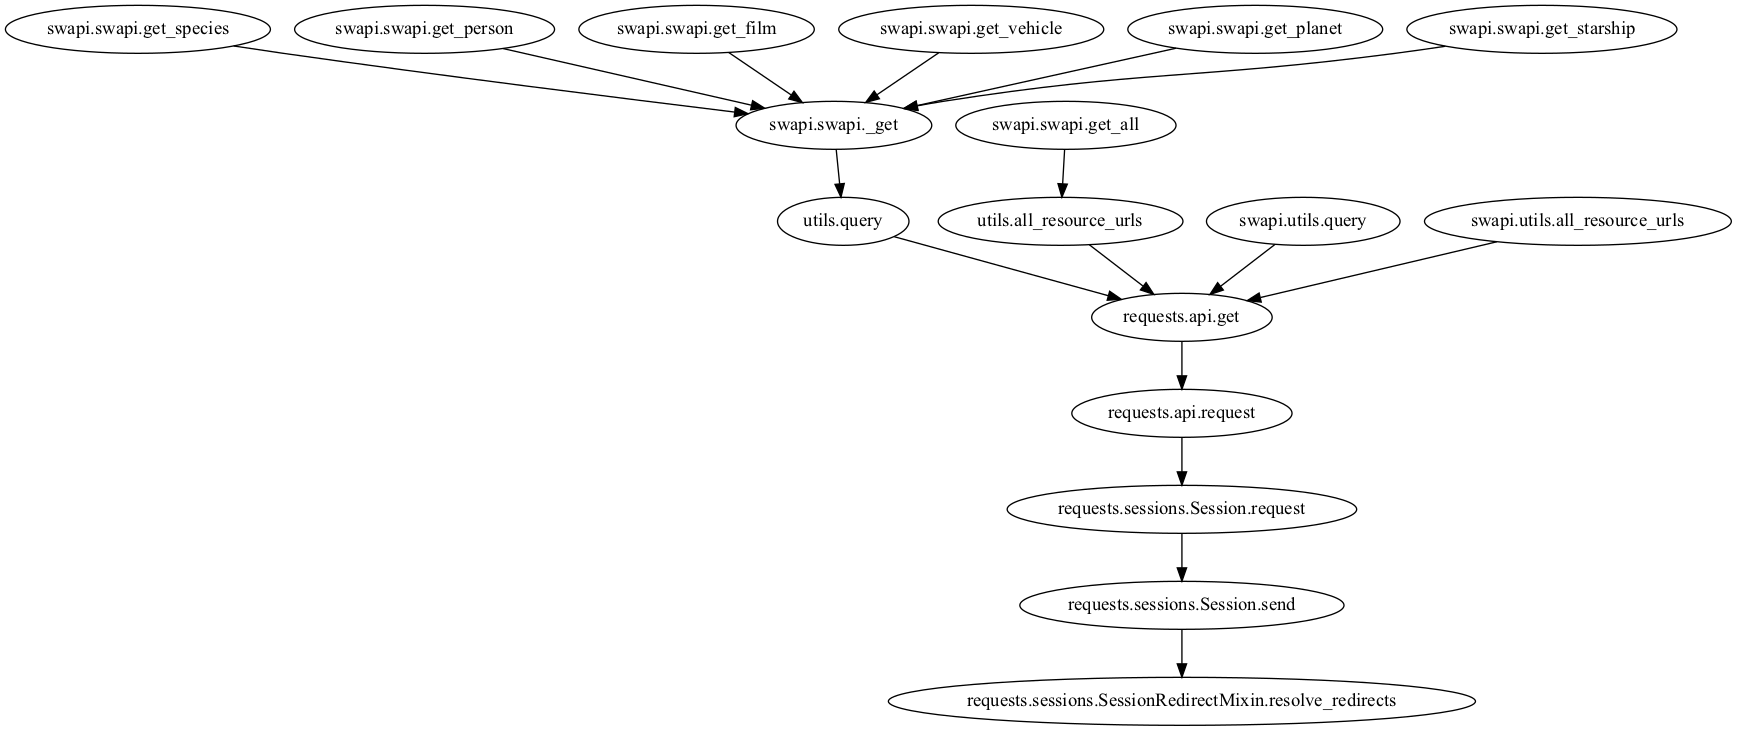 swapi.swapi.get_species
swapi.swapi.get_person
swapi.swapi.get_film
swapi.swapi.get_vehicle
swapi.swapi.get_planet
swapi.swapi.get_starship
swapi.swapi._get
swapi.swapi.get_all
utils.query
utils.all_resource_urls
swapi.utils.query
swapi.utils.all_resource_urls
requests.api.get
requests.api.request
requests.sessions.Session.request
requests.sessions.Session.send
requests.sessions.SessionRedirectMixin.resolve_redirects